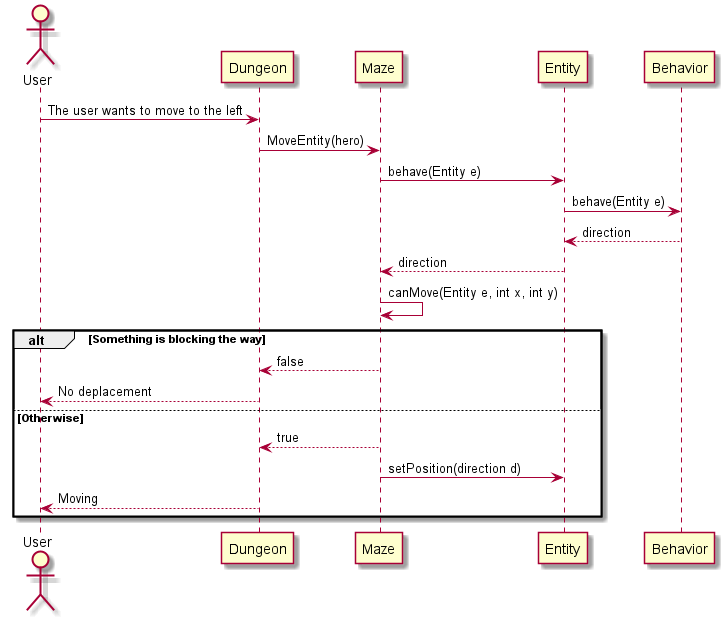 User
Dungeon
Maze
Entity
Behavior
The user wants to move to the left
MoveEntity(hero)
behave(Entity e)
behave(Entity e)
direction
direction
canMove(Entity e, int x, int y)
alt
[Something is blocking the way]
false
No deplacement
[Otherwise]
true
setPosition(direction d)
Moving
User
Dungeon
Maze
Entity
Behavior